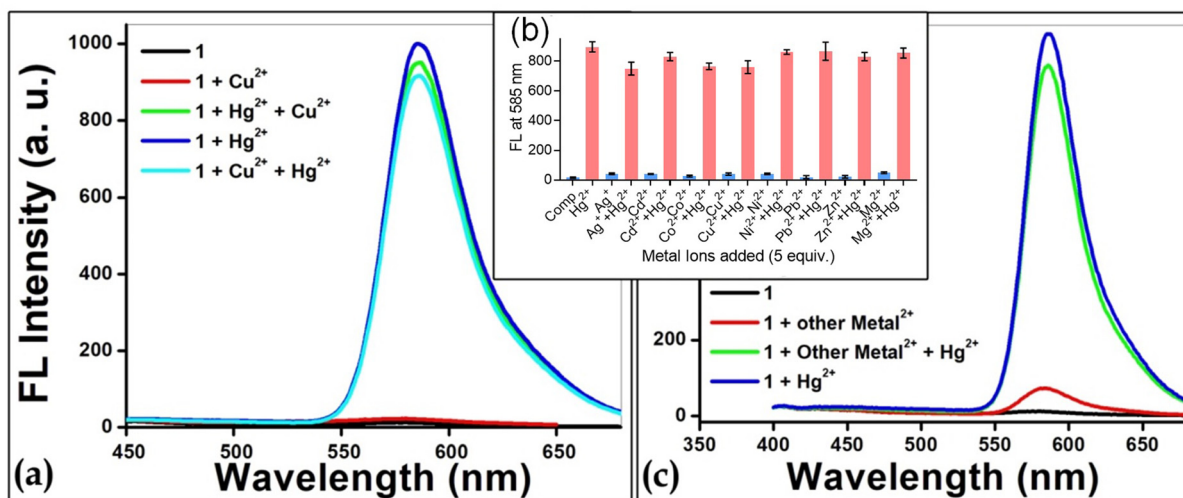 1000
800
600
400
200
0
FL Intensity (a. u.)
1
1 + Cu²⁺
1 + Hg²⁺ + Cu²⁺
1 + Hg²⁺
1 + Cu²⁺ + Hg²⁺
450
500
550
600
650
Wavelength (nm)
(a)
(b)
800
600
400
200
0
FL at 585 nm
Comp
Hg²⁺
Ag⁺
Ag⁺+Hg²⁺
Cd²⁺
Cd²⁺+Hg²⁺
Co²⁺
Co²⁺+Hg²⁺
Cu²⁺
Cu²⁺+Hg²⁺
Ni²⁺
Ni²⁺+Hg²⁺
Pb²⁺
Pb²⁺+Hg²⁺
Zn²⁺
Zn²⁺+Hg²⁺
Mg²⁺
Mg²⁺+Hg²⁺
Metal Ions added (5 equiv.)
1
1 + other Metal²⁺
1 + Other Metal²⁺ + Hg²⁺
1 + Hg²⁺
200
0
350
400
450
500
550
600
650
Wavelength (nm)
(c)